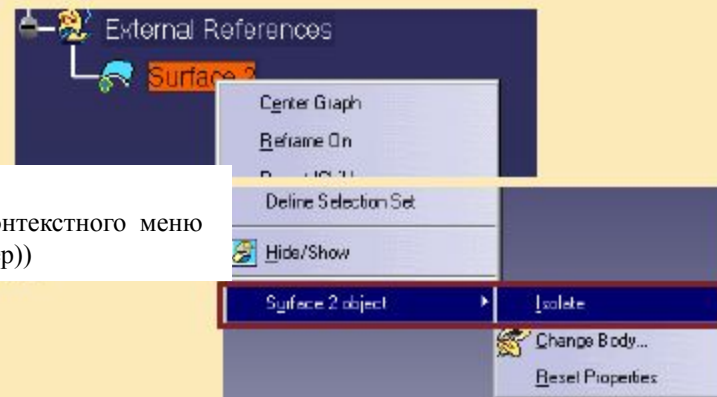 External References
Surface 2
Center Graph
Reframe On
Define Selection Set
Hide/Show
Surface 2 object
Isolate
Change Body...
Reset Properties
нтекстного меню
р))